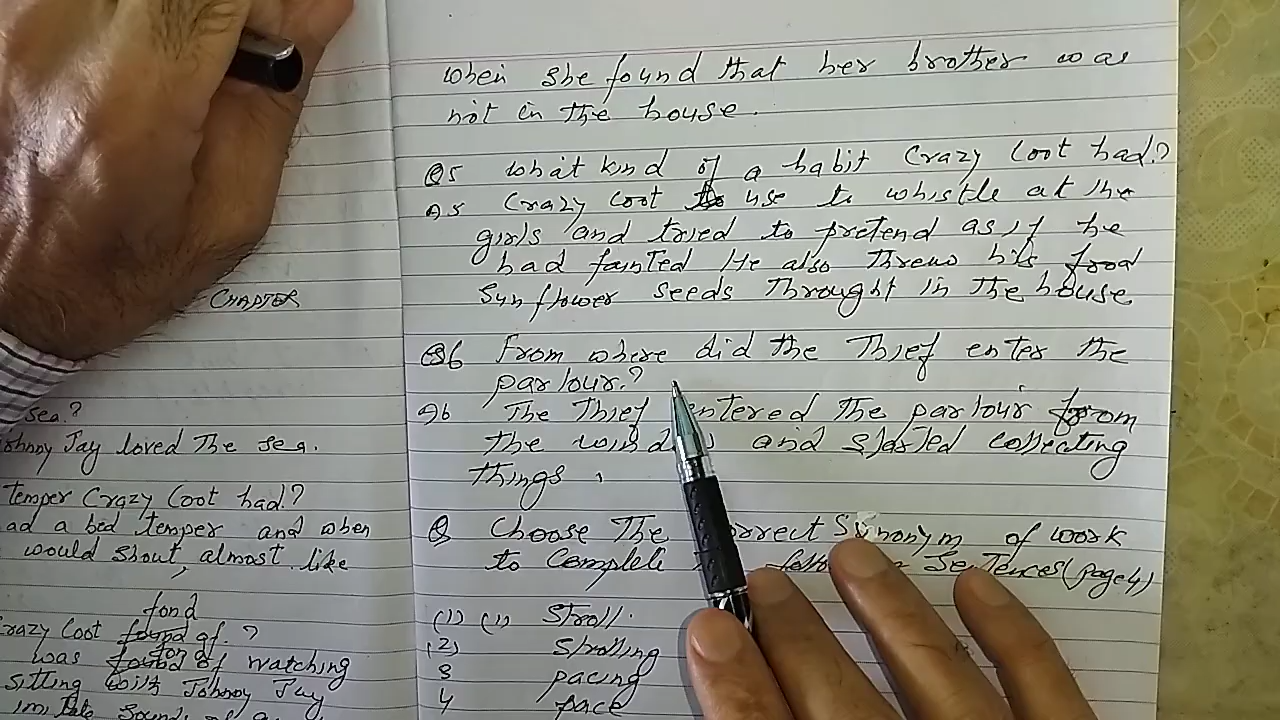 CHAPTER
sea.?
ohnny Jay loved The sea.
Temper Crazy Coot had?
ad a bed temper and when
would shout, almost like
fond
razy Coot found of. ?
fon
was found of watching
sitting with Johnny Jay
when she found that her brother was
not in the house.
Q5 what kind of a habit Crazy Coot had.?
A5 Crazy Coot use to whistle at the
girls and tried to pretend as if he
had fainted He also threw his food
Sunflower seeds throught in the house
Q6 From where did the Thief enter the
parlour.?
A6 The Thief entered the parlour from
the and started collecting
things.
Q Choose The Synonym of work
to Complete Sentences (page 4)
(1) (1) Stroll.
(2) strolling
3 pacing
4 pace